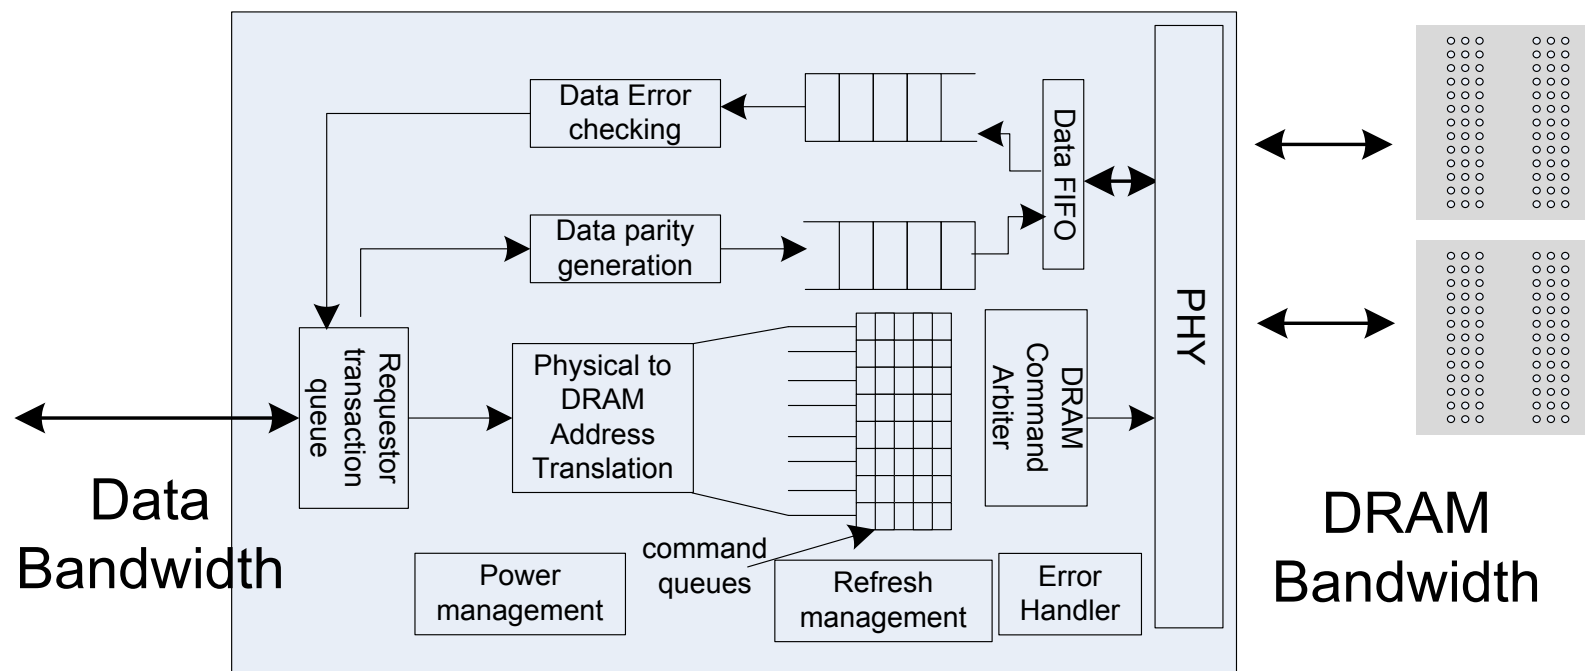 Data Error
checking
Data FIFO
Data parity
generation
PHY
Requestor
transaction
queue
Physical to
DRAM
Address
Translation
DRAM
Command
Arbiter
Data
Bandwidth
DRAM
Bandwidth
command
queues
Power
management
Refresh
management
Error
Handler